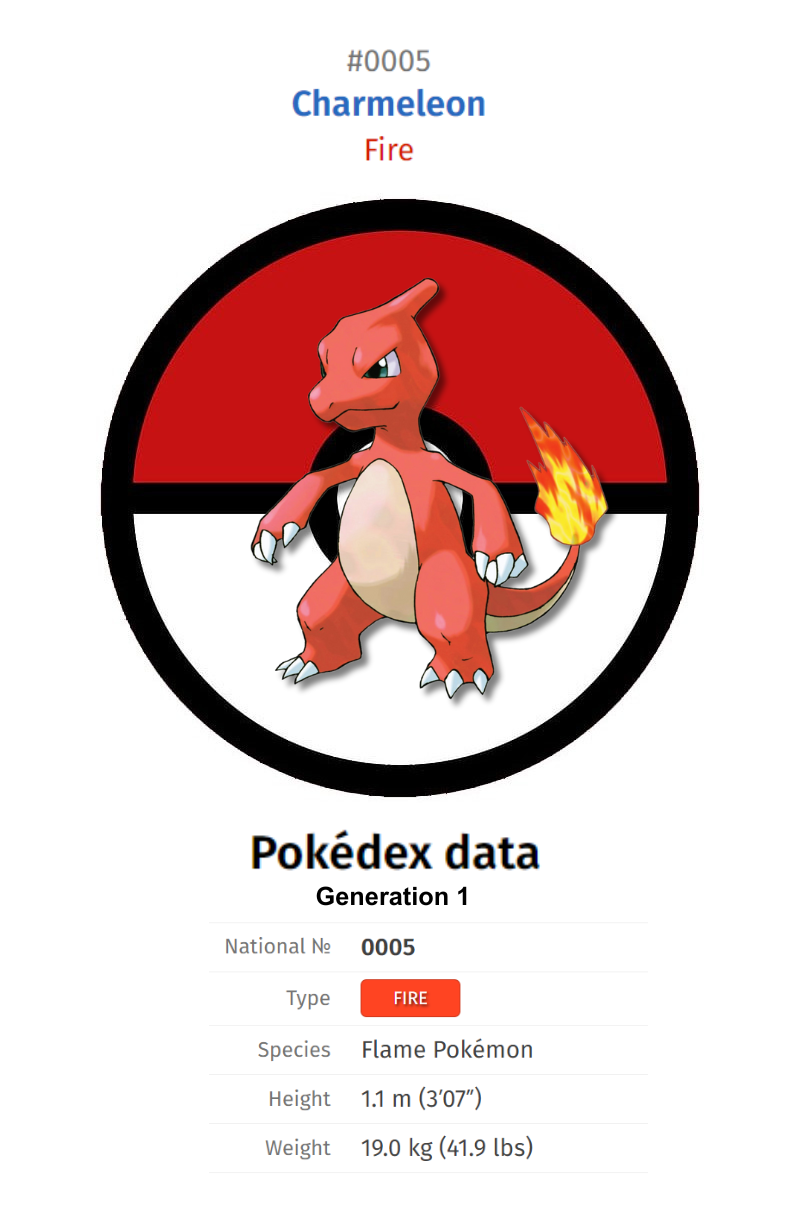 #0005
Charmeleon
Fire
Pokédex data
Generation 1
National № 0005
Type FIRE
Species Flame Pokémon
Height 1.1 m (3′07″)
Weight 19.0 kg (41.9 lbs)